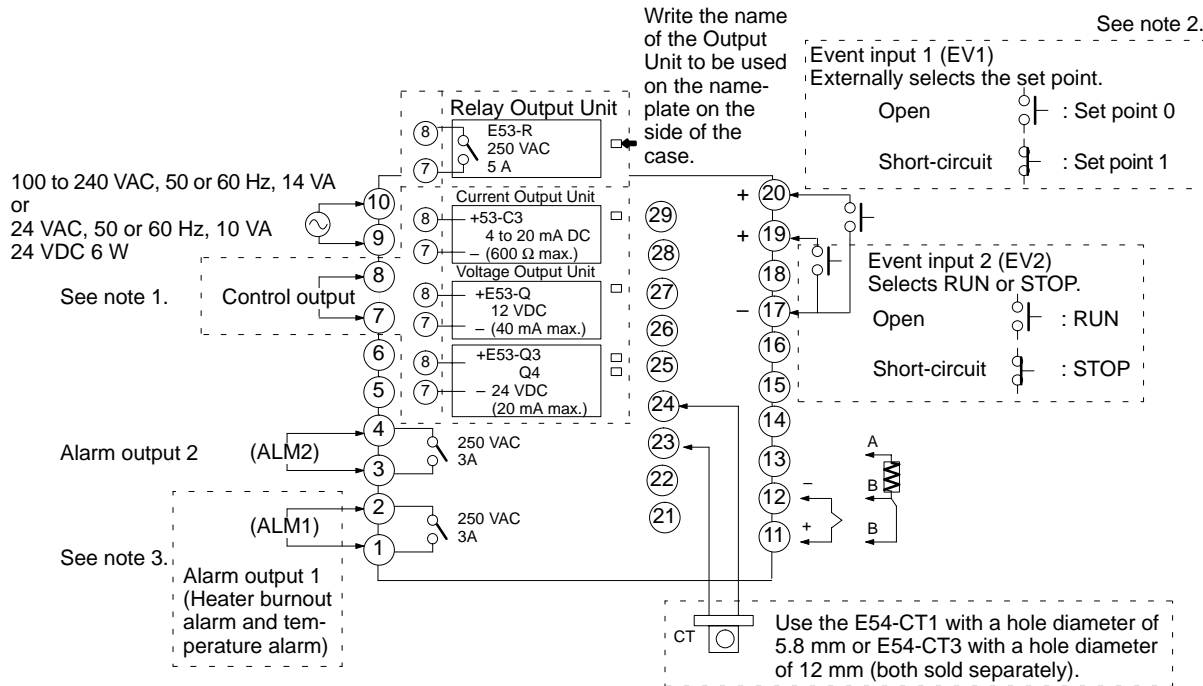 Write the name
of the Output
Unit to be used
on the name-
plate on the
side of the
case.
See note 2.
Event input 1 (EV1)
Externally selects the set point.
Open : Set point 0
Short-circuit : Set point 1
Relay Output Unit
8 E53-R
250 VAC
7 5 A
100 to 240 VAC, 50 or 60 Hz, 14 VA
or
24 VAC, 50 or 60 Hz, 10 VA
24 VDC 6 W
10
9
8
7
6
5
4
3
2
1
Current Output Unit
8 +53-C3
4 to 20 mA DC
7 – (600 Ω max.)
Voltage Output Unit
8 +E53-Q
12 VDC
7 – (40 mA max.)
8 +E53-Q3
Q4
7 – 24 VDC
(20 mA max.)
See note 1.
Control output
Alarm output 2
(ALM2)
250 VAC
3A
(ALM1)
250 VAC
3A
See note 3.
Alarm output 1
(Heater burnout
alarm and tem-
perature alarm)
29
28
27
26
25
24
23
22
21
+ 20
+ 19
18
– 17
16
15
14
13
12 –
11 +
Event input 2 (EV2)
Selects RUN or STOP.
Open : RUN
Short-circuit : STOP
A
B
B
CT
Use the E54-CT1 with a hole diameter of
5.8 mm or E54-CT3 with a hole diameter
of 12 mm (both sold separately).